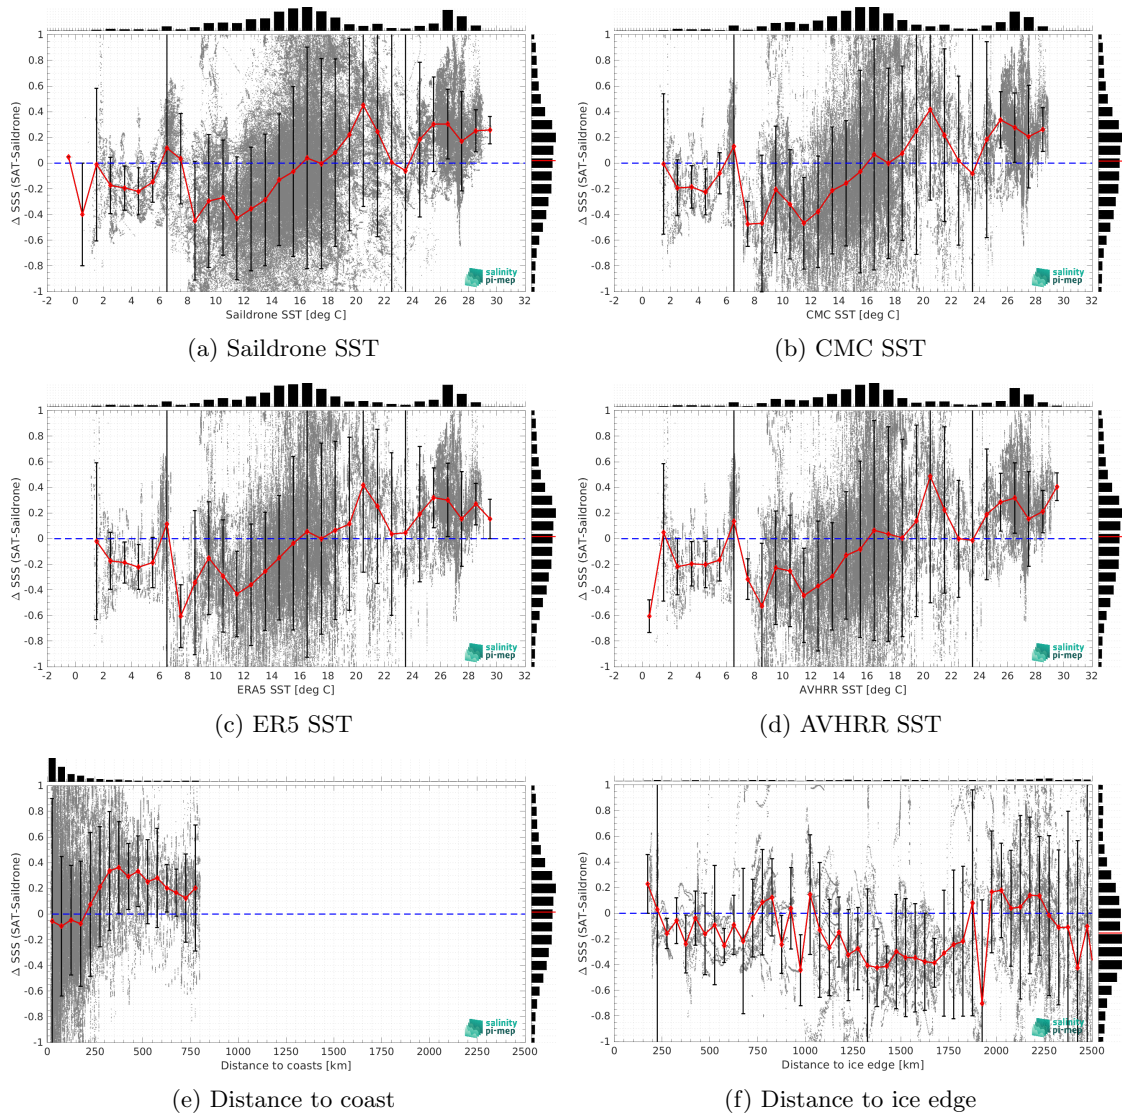 1
0.8
0.6
0.4
0.2
0
-0.2
-0.4
-0.6
-0.8
-1
Δ SSS (SAT-Saildrone)
-2 0 2 4 6 8 10 12 14 16 18 20 22 24 26 28 30 32
Saildrone SST [deg C]
salinity
pi-mep
(a) Saildrone SST
1
0.8
0.6
0.4
0.2
0
-0.2
-0.4
-0.6
-0.8
-1
Δ SSS (SAT-Saildrone)
-2 0 2 4 6 8 10 12 14 16 18 20 22 24 26 28 30 32
CMC SST [deg C]
salinity
pi-mep
(b) CMC SST
1
0.8
0.6
0.4
0.2
0
-0.2
-0.4
-0.6
-0.8
-1
Δ SSS (SAT-Saildrone)
-2 0 2 4 6 8 10 12 14 16 18 20 22 24 26 28 30 32
ERA5 SST [deg C]
salinity
pi-mep
(c) ER5 SST
1
0.8
0.6
0.4
0.2
0
-0.2
-0.4
-0.6
-0.8
-1
Δ SSS (SAT-Saildrone)
-2 0 2 4 6 8 10 12 14 16 18 20 22 24 26 28 30 32
AVHRR SST [deg C]
salinity
pi-mep
(d) AVHRR SST
1
0.8
0.6
0.4
0.2
0
-0.2
-0.4
-0.6
-0.8
-1
Δ SSS (SAT-Saildrone)
0 250 500 750 1000 1250 1500 1750 2000 2250 2500
Distance to coasts [km]
salinity
pi-mep
(e) Distance to coast
1
0.8
0.6
0.4
0.2
0
-0.2
-0.4
-0.6
-0.8
-1
Δ SSS (SAT-Saildrone)
0 250 500 750 1000 1250 1500 1750 2000 2250 2500
Distance to ice edge [km]
salinity
pi-mep
(f) Distance to ice edge